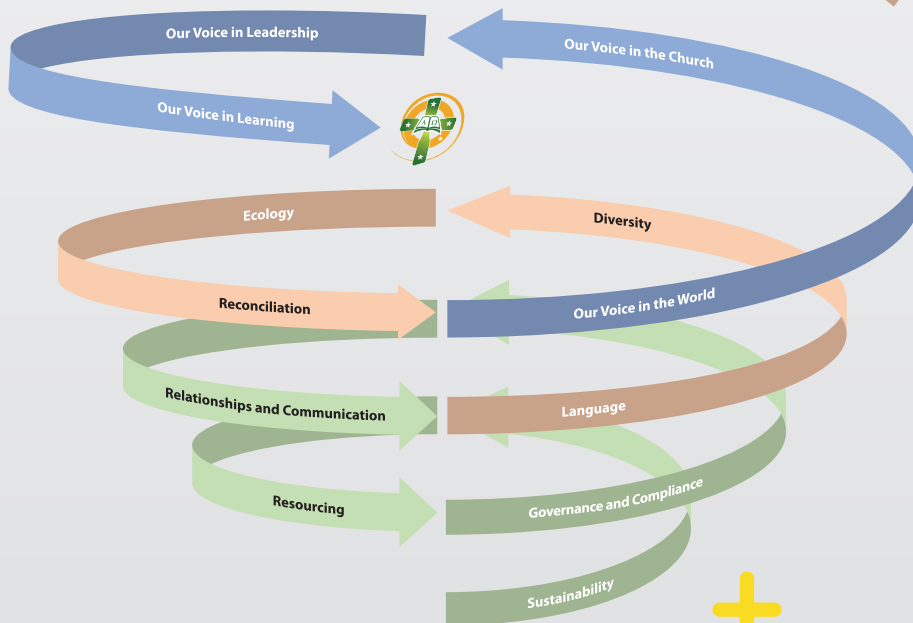 Our Voice in Leadership
Our Voice in the Church
Our Voice in Learning
Α Ω
Ecology
Diversity
Reconciliation
Our Voice in the World
Relationships and Communication
Language
Resourcing
Governance and Compliance
Sustainability